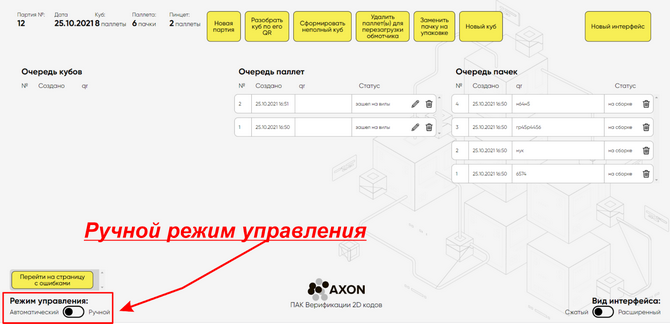 Партия №: Дата Куб: Паллета: Пинцет:
12 25.10.2021 8 паллеты 6 пачки 2 паллеты
Новая партия
Разобрать куб по его QR
Сформировать неполный куб
Удалить паллет(ы) для перезагрузки обмотчика
Заменить пачку на упаковке
Новый куб
Новый интерфейс
Очередь кубов
№ Создано qr
Очередь паллет
№ Создано qr Статус
2 25.10.2021 16:51 зашел на виты
1 25.10.2021 16:50 зашел на виты
Очередь пачек
№ Создано qr Статус
4 25.10.2021 16:50 на сборке
3 25.10.2021 16:50 на сборке
2 25.10.2021 16:50 нук на сборке
1 25.10.2021 16:50 6574 на сборке
Ручной режим управления
Перейти на страницу
с ошибками
Режим управления:
Автоматический Ручной
AXON
ПАК Верификации 2D кодов
Вид интерфейса:
Сжатый Расширенный